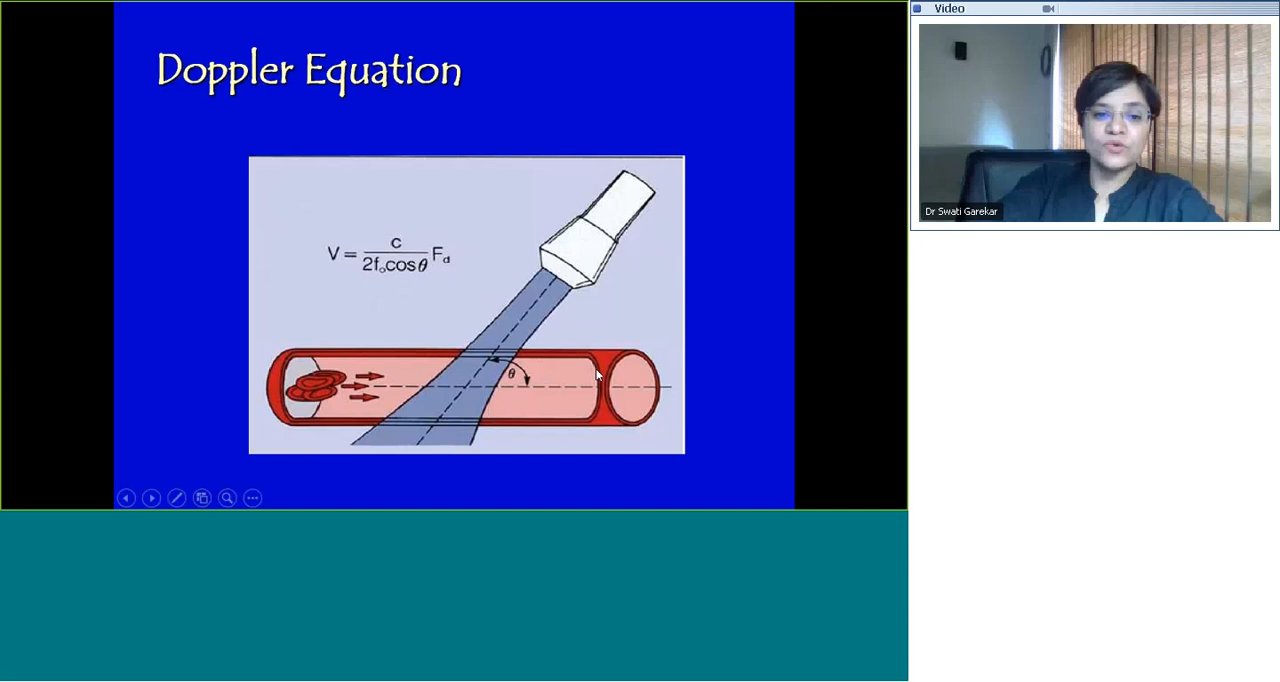 Doppler Equation
V = c / 2f₀cosθ F_d
θ
Video
Dr Swati Garekar